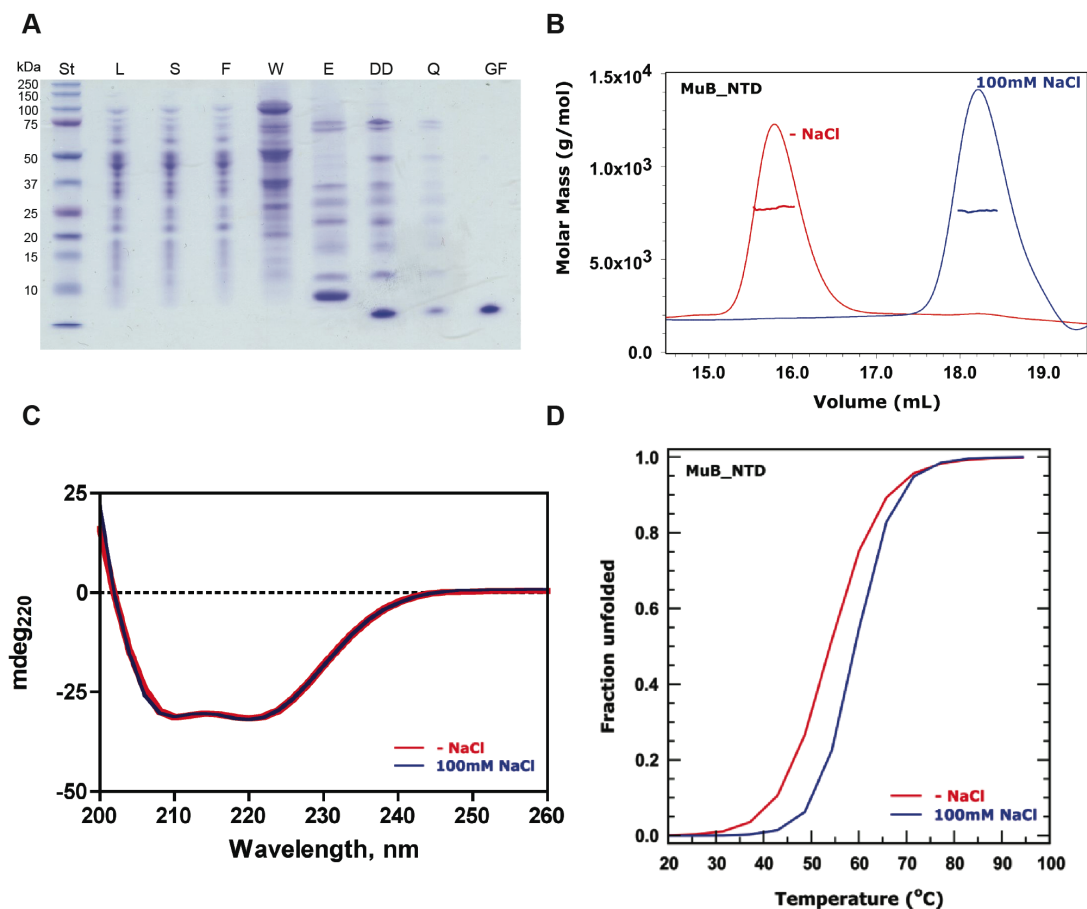 A
kDa St L S F W E DD Q GF
250
150
100
75
50
37
25
20
15
10
B
MuB_NTD
100mM NaCl
- NaCl
1.5x10⁴
1.0x10⁴
5.0x10³
0.0
Molar Mass (g/mol)
15.0 16.0 17.0 18.0 19.0
Volume (mL)
C
25
0
-25
-50
mdeg220
- NaCl
100mM NaCl
200 210 220 230 240 250 260
Wavelength, nm
D
MuB_NTD
1.0
0.8
0.6
0.4
0.2
0.0
Fraction unfolded
- NaCl
100mM NaCl
20 30 40 50 60 70 80 90 100
Temperature (°C)